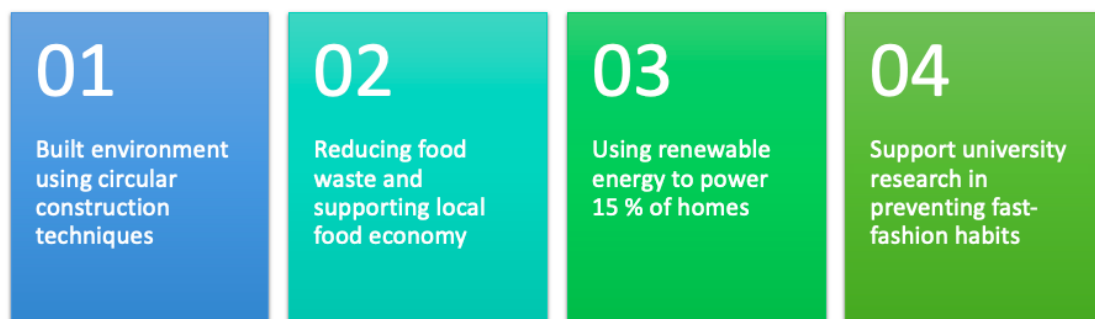 01
Built environment
using circular
construction
techniques
02
Reducing food
waste and
supporting local
food economy
03
Using renewable
energy to power
15 % of homes
04
Support university
research in
preventing fast-
fashion habits